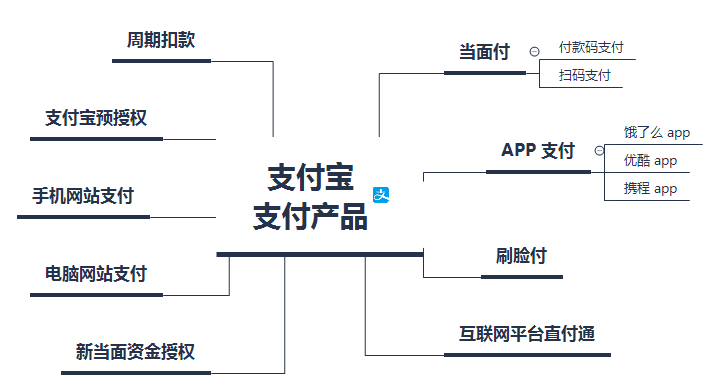 支付宝
支付产品
周期扣款
支付宝预授权
手机网站支付
电脑网站支付
新当面资金授权
当面付
付款码支付
扫码支付
APP 支付
饿了么 app
优酷 app
携程 app
刷脸付
互联网平台直付通